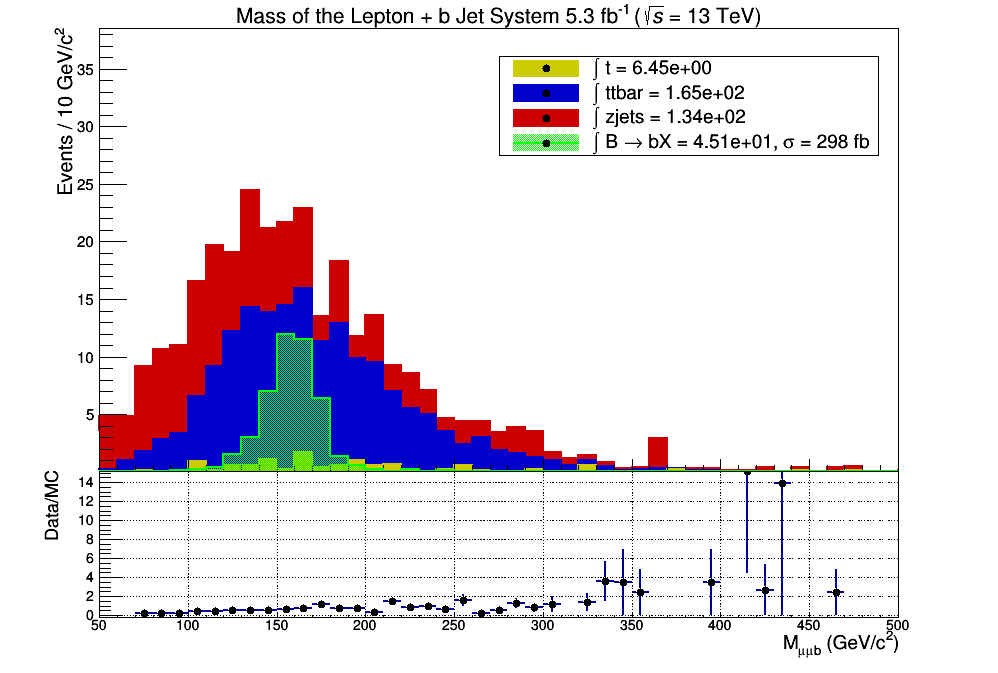 Mass of the Lepton + b Jet System 5.3 fb⁻¹ (√s = 13 TeV)
Events / 10 GeV/c²
35
30
25
20
15
10
5
∫ t = 6.45e+00
∫ ttbar = 1.65e+02
∫ zjets = 1.34e+02
∫ B → bX = 4.51e+01, σ = 298 fb
Data/MC
14
12
10
8
6
4
2
0
50 100 150 200 250 300 350 400 450 500
M_μμb (GeV/c²)